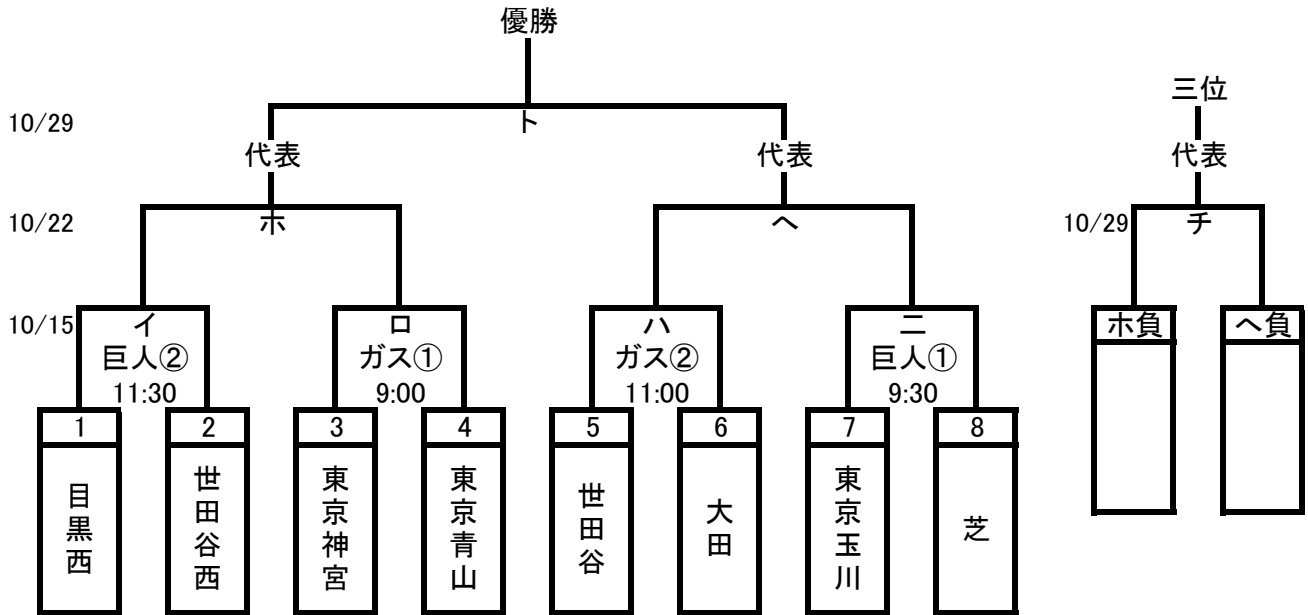 優勝
三位
10/29
ト
代表
代表
代表
10/22
ホ
ヘ
10/29
チ
10/15
イ
ロ
ハ
ニ
ホ負
ヘ負
巨人②
ガス①
ガス②
巨人①
11:30
9:00
11:00
9:30
1
2
3
4
5
6
7
8
目黒西
世田谷西
東京神宮
東京青山
世田谷
大田
東京玉川
芝